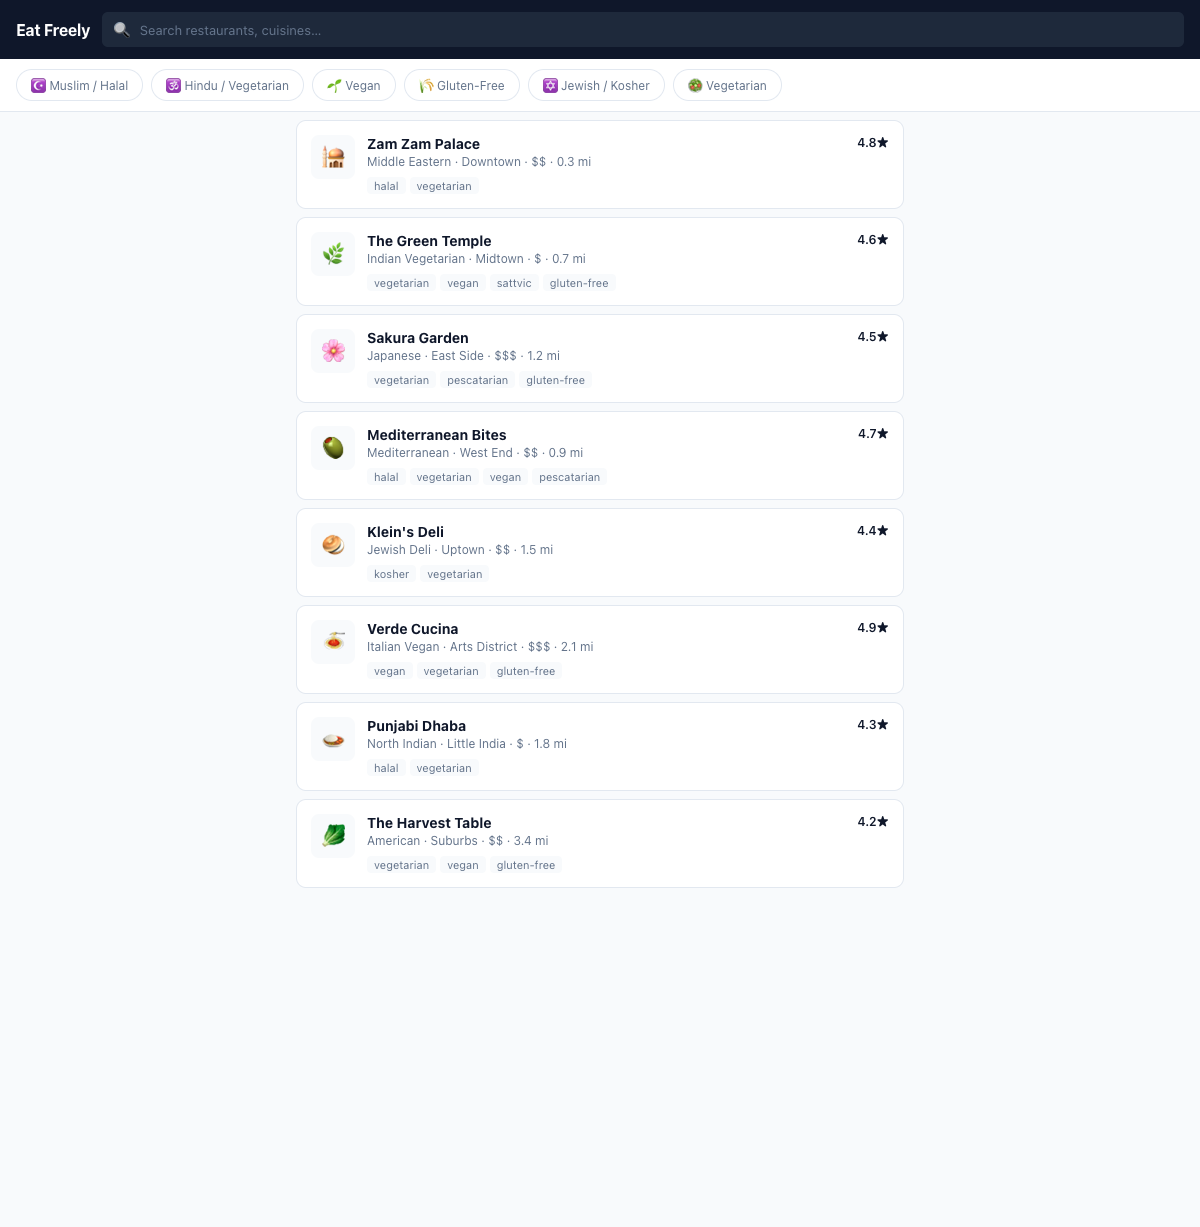 Eat Freely
Search restaurants, cuisines...
Muslim / Halal
Hindu / Vegetarian
Vegan
Gluten-Free
Jewish / Kosher
Vegetarian
Zam Zam Palace
4.8★
Middle Eastern · Downtown · $$ · 0.3 mi
halal vegetarian
The Green Temple
4.6★
Indian Vegetarian · Midtown · $ · 0.7 mi
vegetarian vegan sattvic gluten-free
Sakura Garden
4.5★
Japanese · East Side · $$$ · 1.2 mi
vegetarian pescatarian gluten-free
Mediterranean Bites
4.7★
Mediterranean · West End · $$ · 0.9 mi
halal vegetarian vegan pescatarian
Klein's Deli
4.4★
Jewish Deli · Uptown · $$ · 1.5 mi
kosher vegetarian
Verde Cucina
4.9★
Italian Vegan · Arts District · $$$ · 2.1 mi
vegan vegetarian gluten-free
Punjabi Dhaba
4.3★
North Indian · Little India · $ · 1.8 mi
halal vegetarian
The Harvest Table
4.2★
American · Suburbs · $$ · 3.4 mi
vegetarian vegan gluten-free